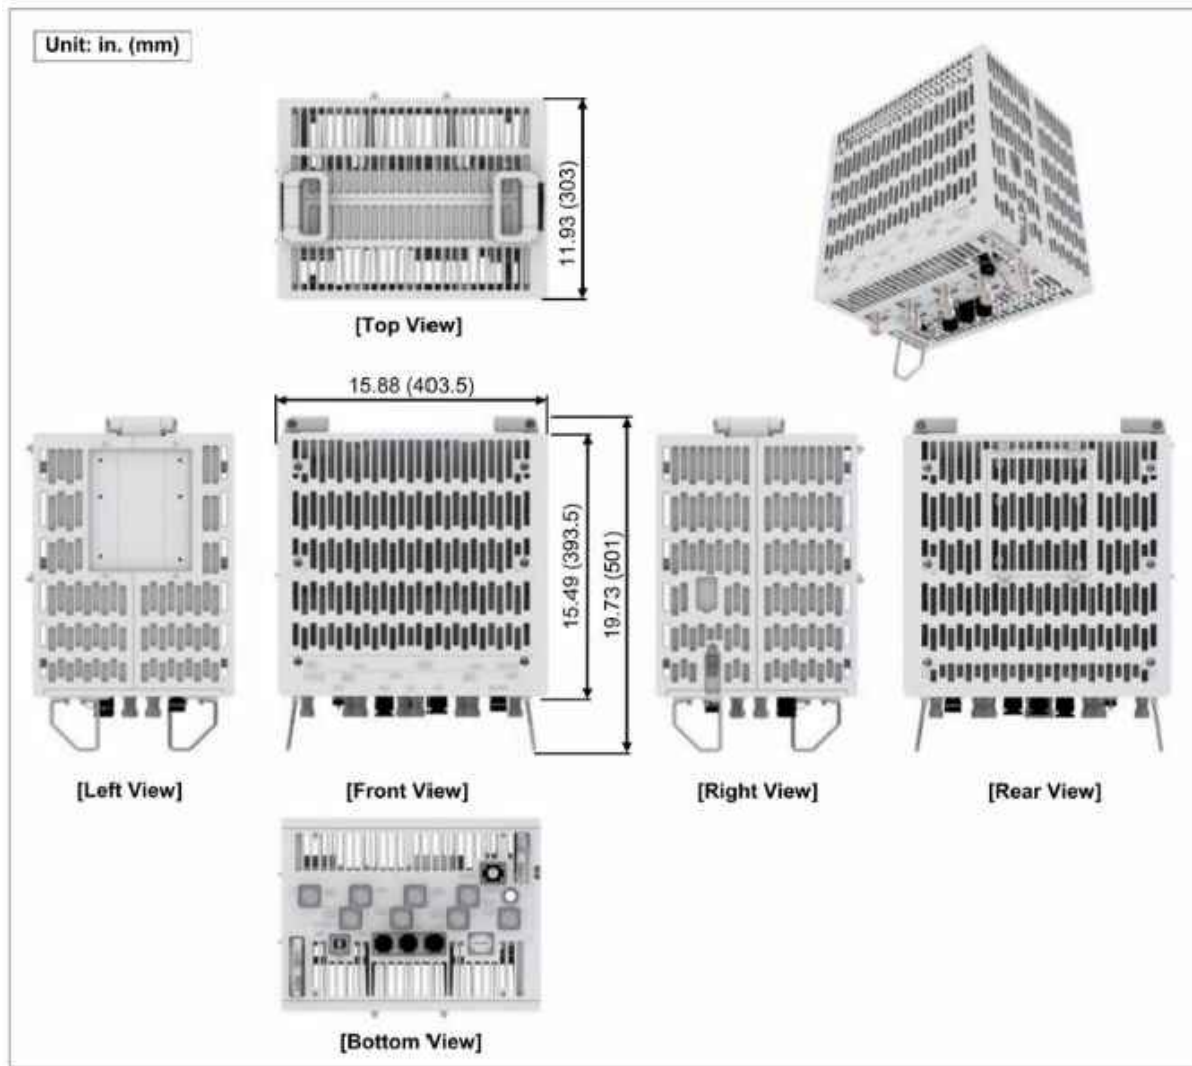 Unit: in. (mm)
11.93 (303)
[Top View]
15.88 (403.5)
15.49 (393.5)
19.73 (501)
[Left View]
[Front View]
[Right View]
[Rear View]
[Bottom View]